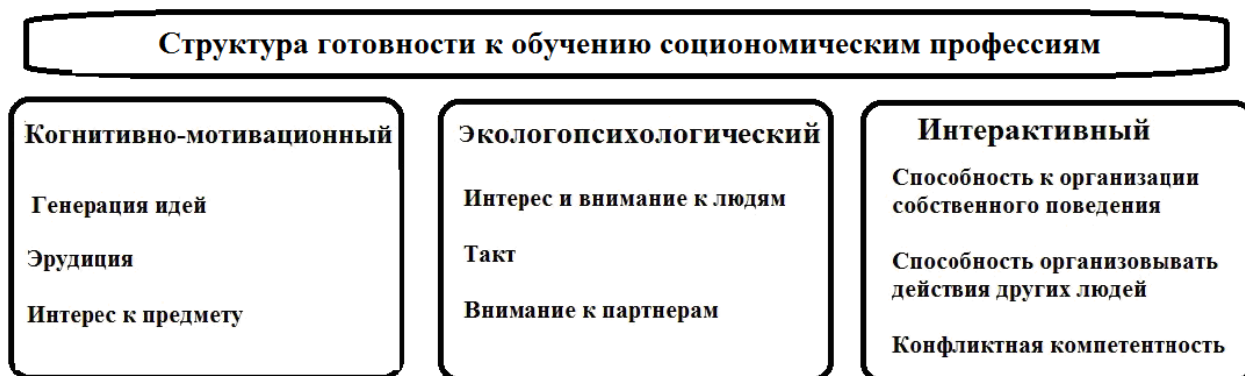 Структура готовности к обучению социономическим профессиям
Когнитивно-мотивационный
Генерация идей
Эрудиция
Интерес к предмету
Экологопсихологический
Интерес и внимание к людям
Такт
Внимание к партнерам
Интерактивный
Способность к организации
собственного поведения
Способность организовывать
действия других людей
Конфликтная компетентность